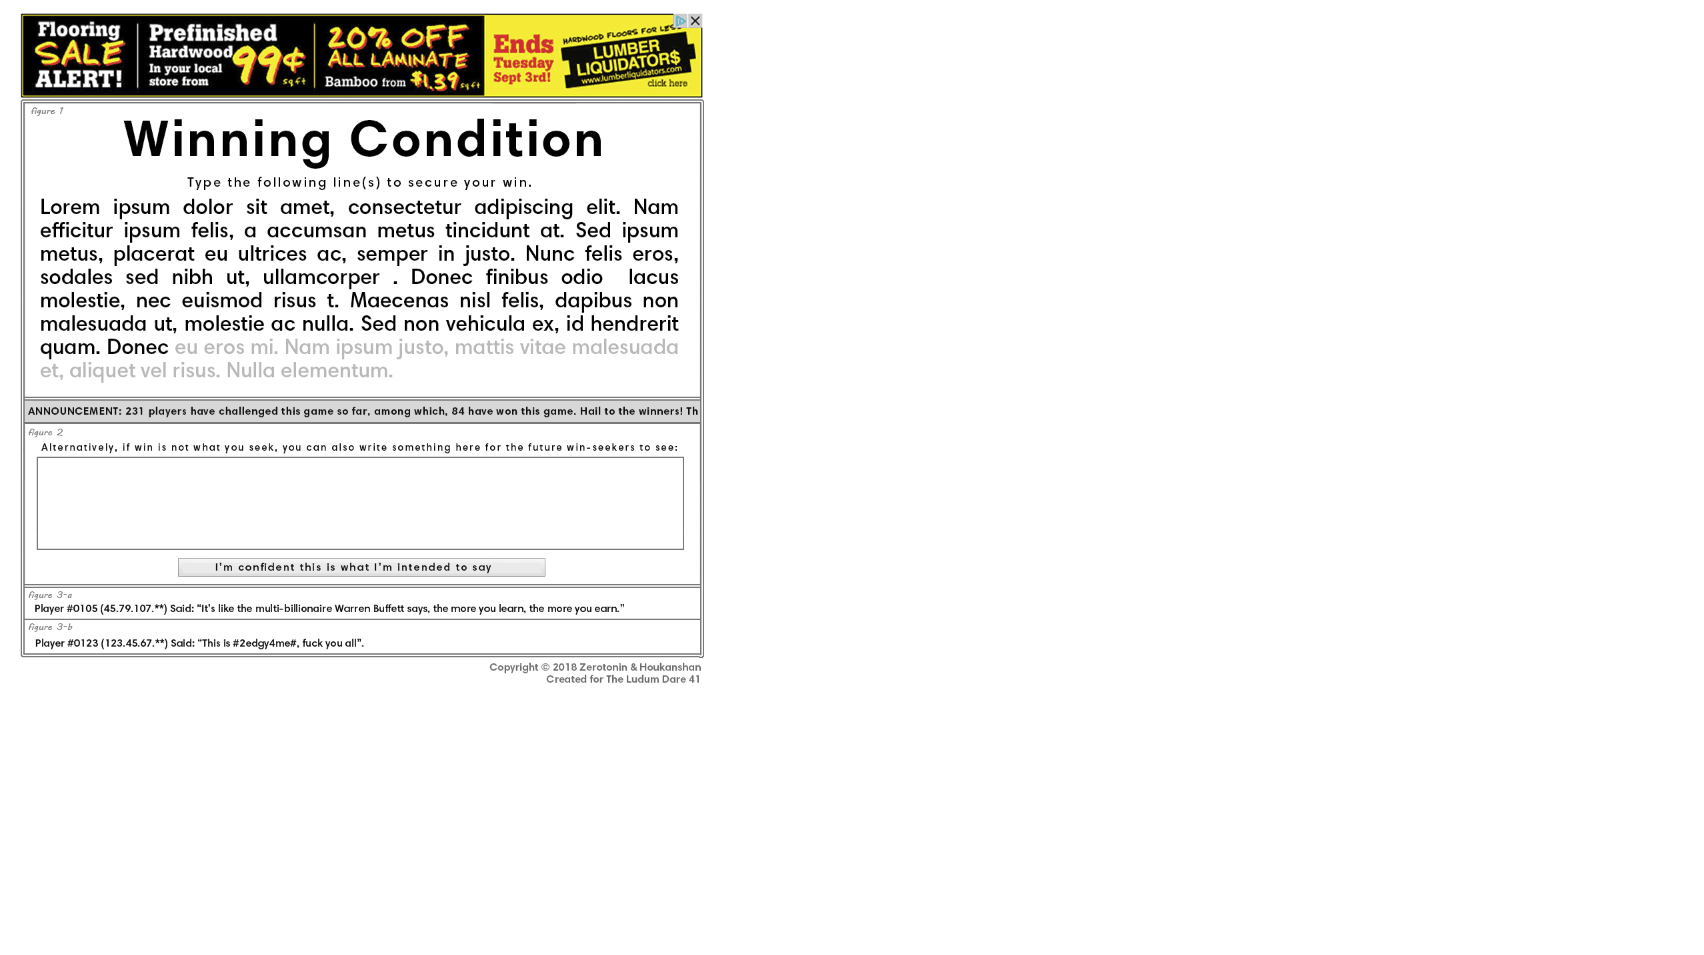 Flooring
SALE
ALERT!
Prefinished
Hardwood
In your local
store from
99¢
sqft
20% OFF
ALL LAMINATE
Bamboo from $1.39 sqft
Ends
Tuesday
Sept 3rd!
HARDWOOD FLOORS FOR LESS
LUMBER
LIQUIDATOR$
www.lumberliquidators.com
click here
figure 1
Winning Condition
Type the following line(s) to secure your win.
Lorem ipsum dolor sit amet, consectetur adipiscing elit. Nam
efficitur ipsum felis, a accumsan metus tincidunt at. Sed ipsum
metus, placerat eu ultrices ac, semper in justo. Nunc felis eros,
sodales sed nibh ut, ullamcorper . Donec finibus odio lacus
molestie, nec euismod risus t. Maecenas nisl felis, dapibus non
malesuada ut, molestie ac nulla. Sed non vehicula ex, id hendrerit
quam. Donec eu eros mi. Nam ipsum justo, mattis vitae malesuada
et, aliquet vel risus. Nulla elementum.
ANNOUNCEMENT: 231 players have challenged this game so far, among which, 84 have won this game. Hail to the winners! Th
figure 2
Alternatively, if win is not what you seek, you can also write something here for the future win-seekers to see:
I'm confident this is what I'm intended to say
figure 3-a
Player #0105 (45.79.107.**) Said: “It's like the multi-billionaire Warren Buffett says, the more you learn, the more you earn.”
figure 3-b
Player #0123 (123.45.67.**) Said: “This is #2edgy4me#, fuck you all”.
Copyright © 2018 Zerotonin & Houkanshan
Created for The Ludum Dare 41